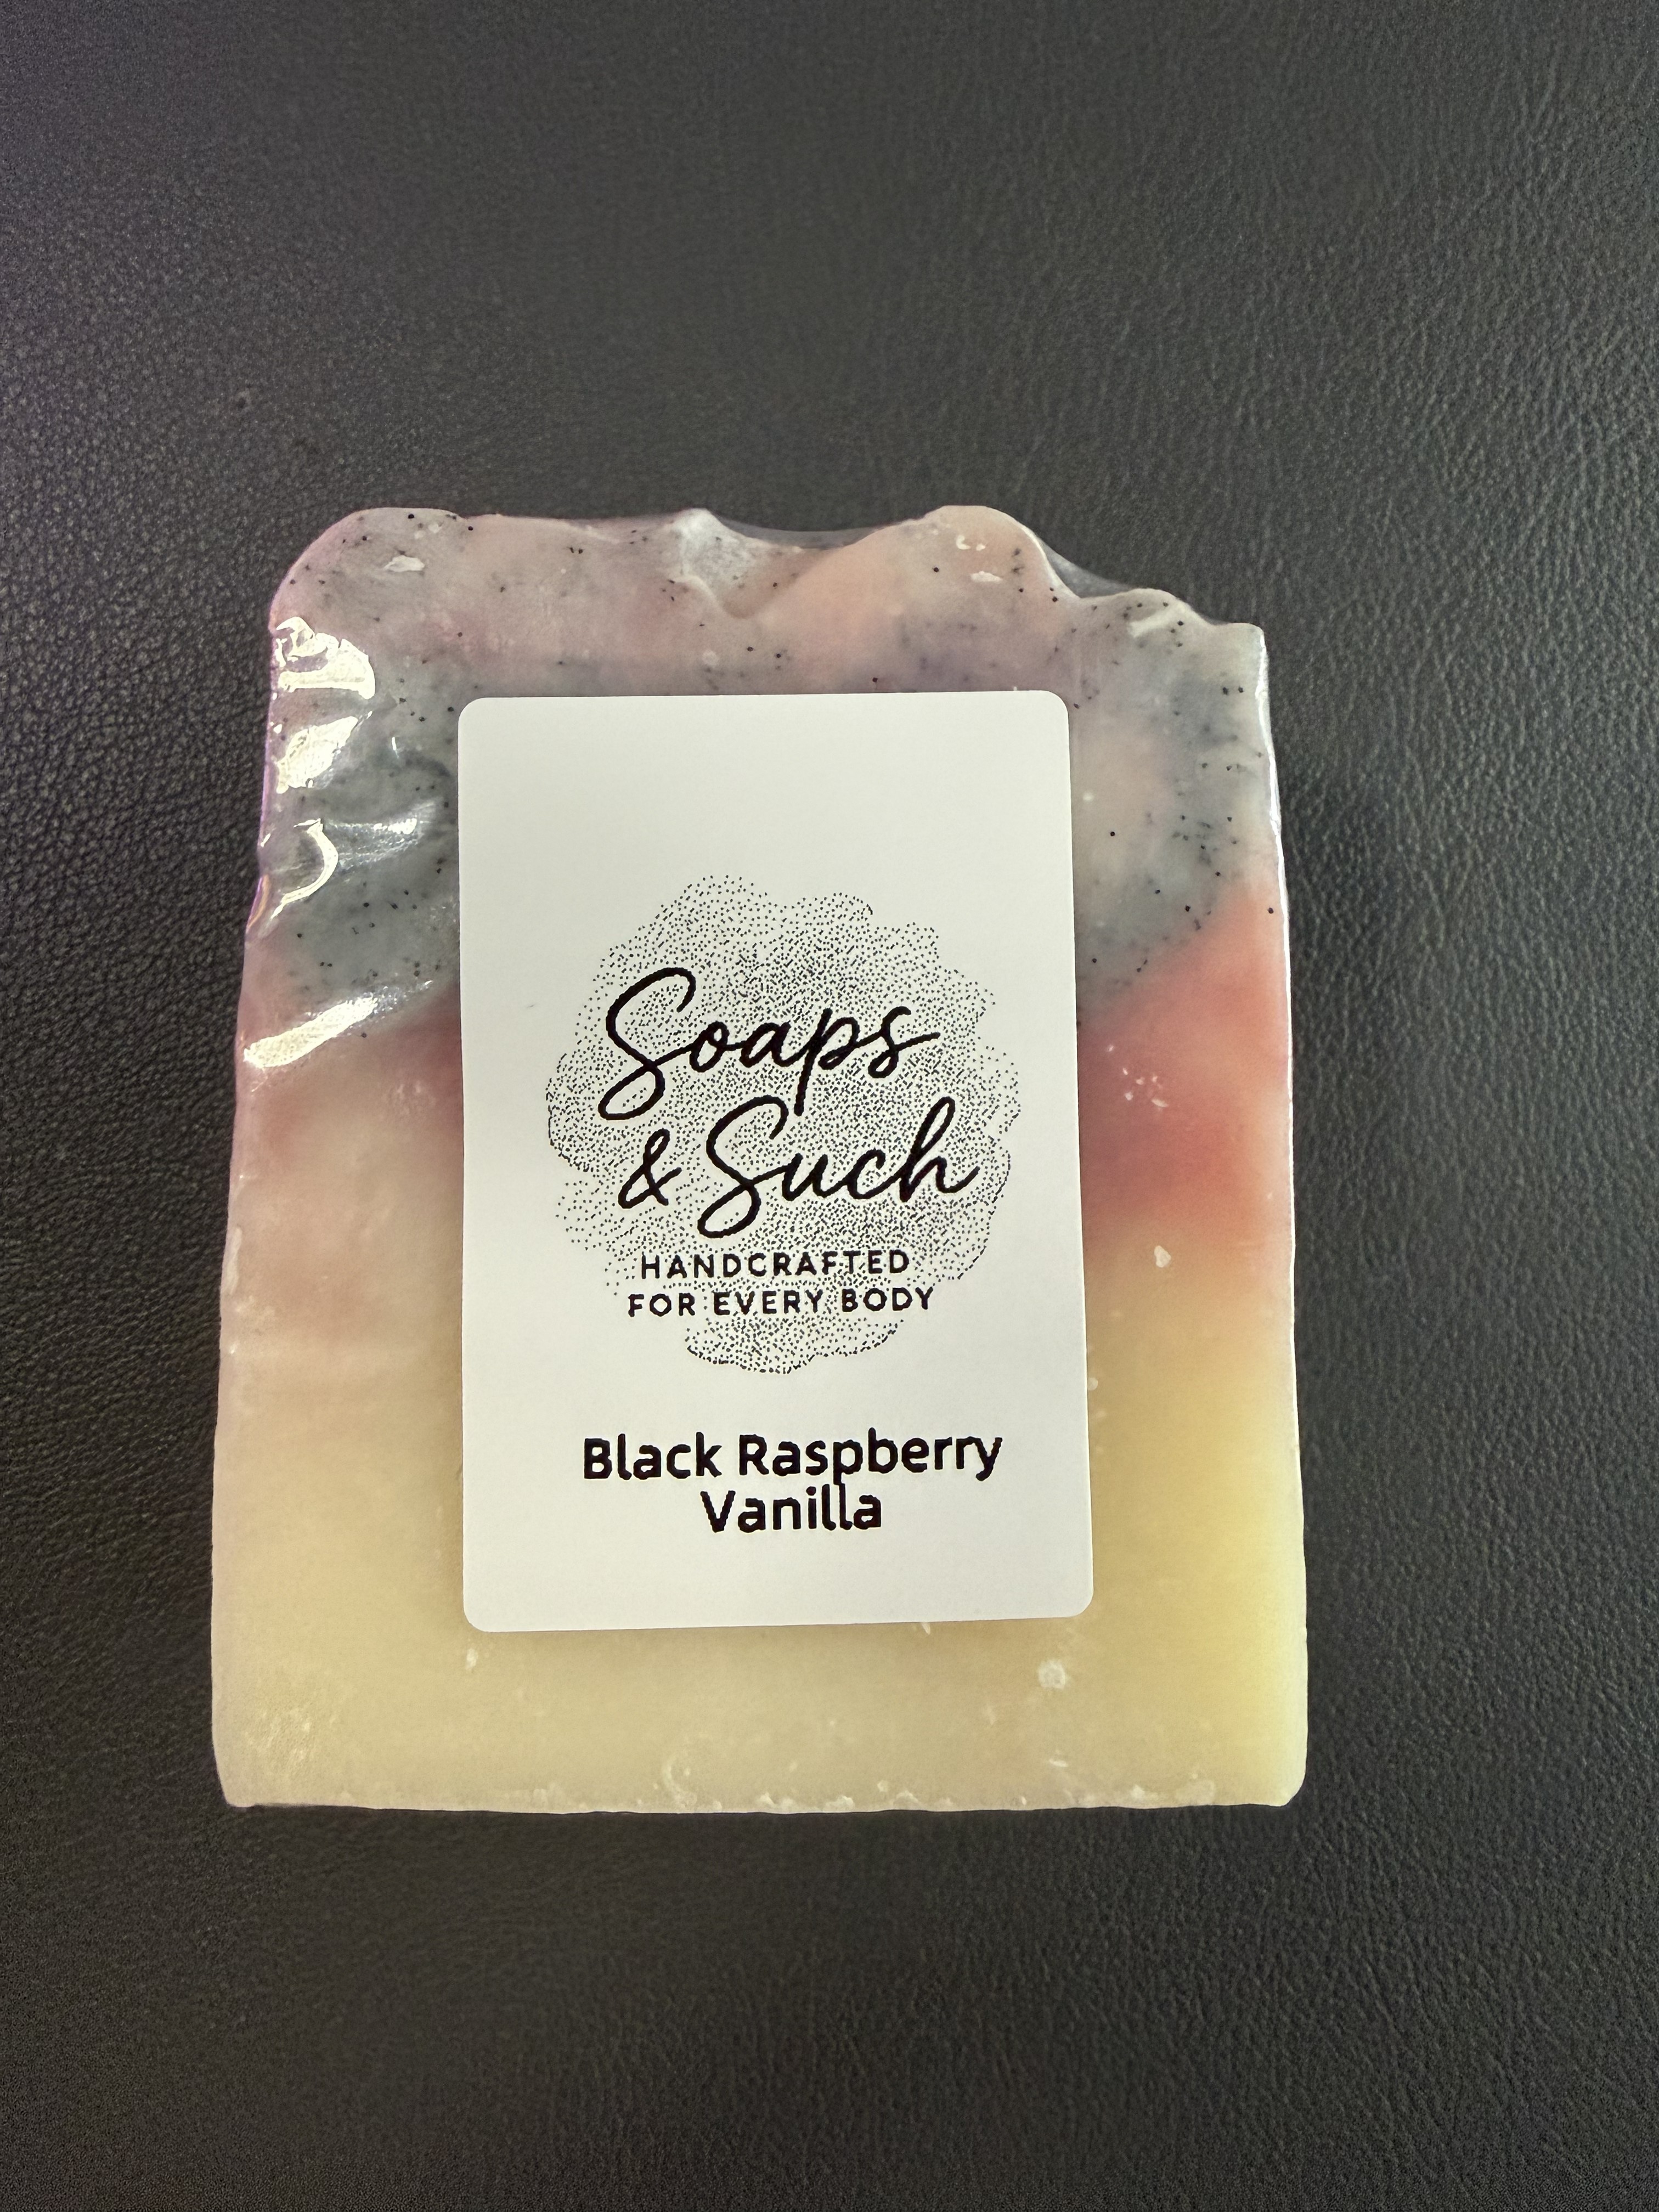 Soaps
& Such
HANDCRAFTED
FOR EVERY BODY
Black Raspberry
Vanilla